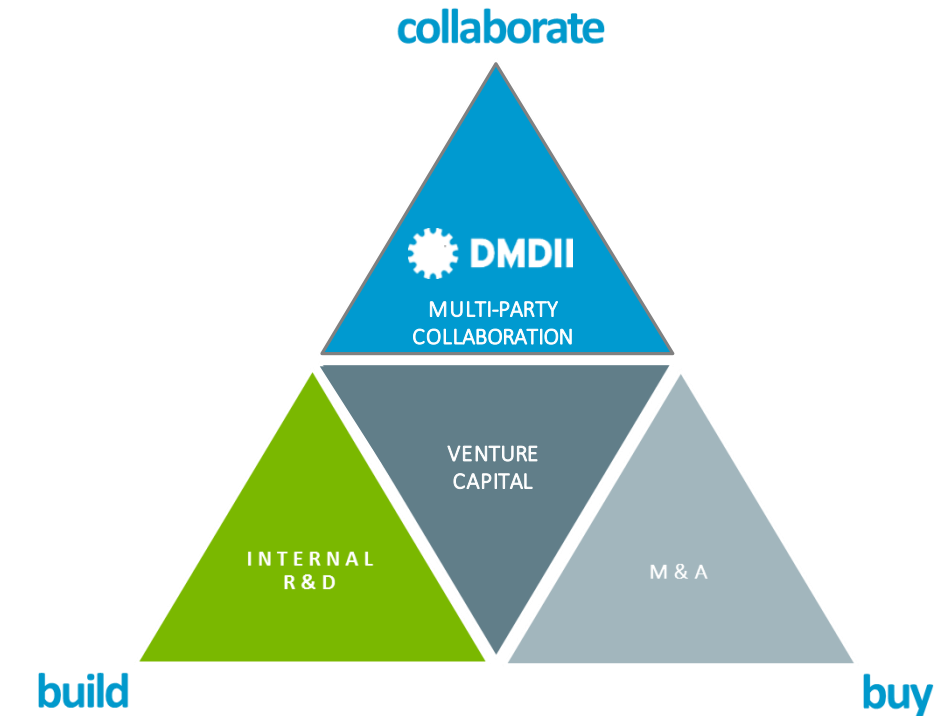 collaborate
DMDII
MULTI-PARTY
COLLABORATION
VENTURE
CAPITAL
INTERNAL
R & D
M & A
build
buy